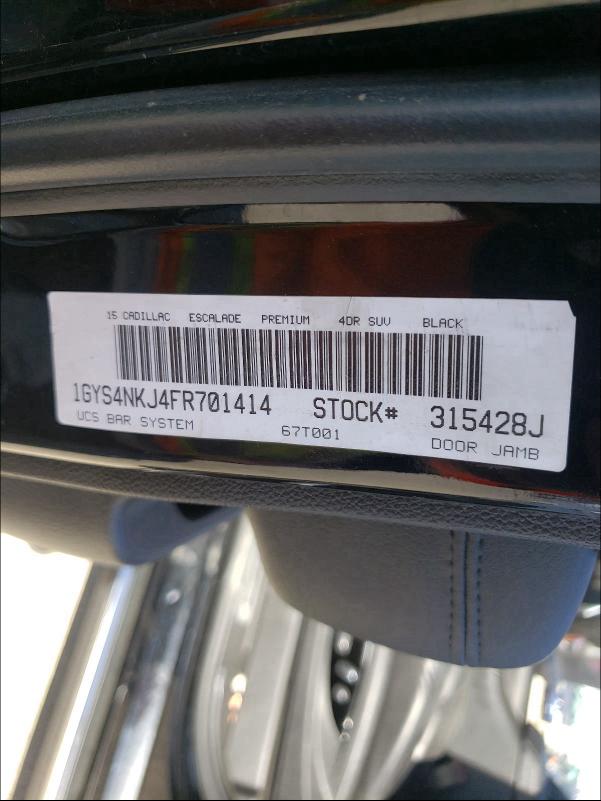 15 CADILLAC ESCALADE PREMIUM 4DR SUV BLACK
1GYS4NKJ4FR701414 STOCK# 315428J
UCS BAR SYSTEM 67T001 DOOR JAMB